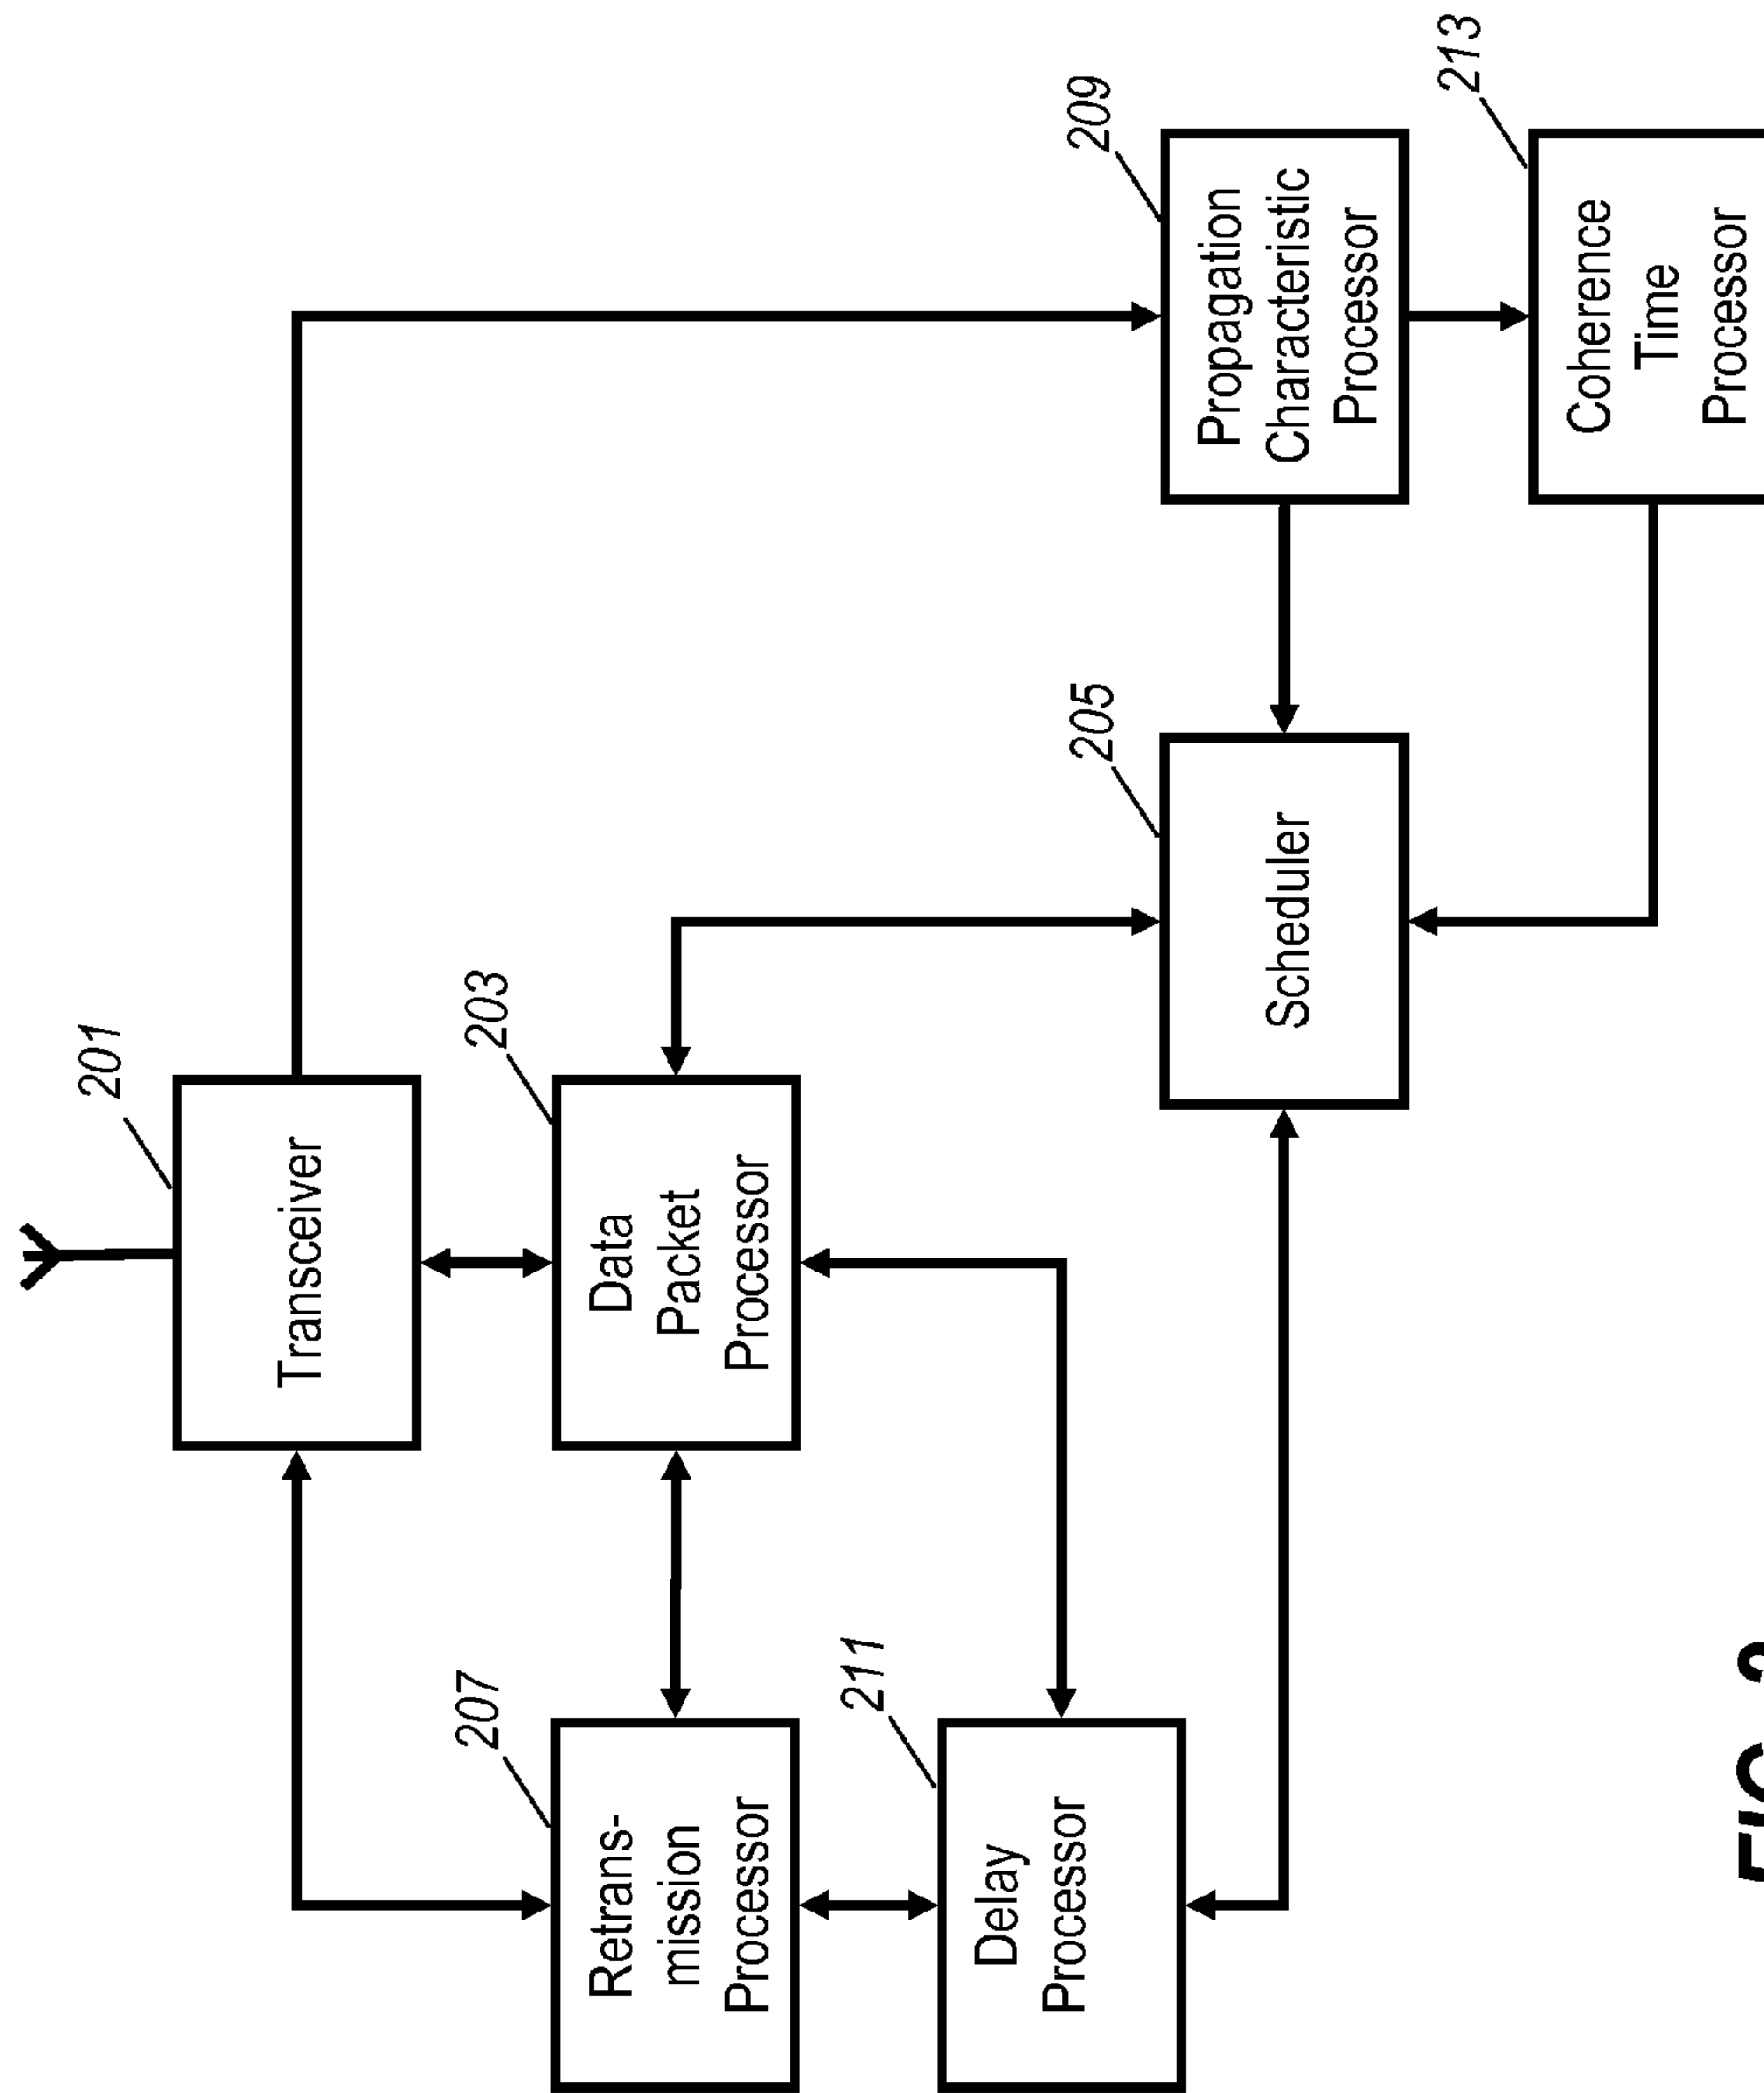 201
Transceiver
207
Retrans-
mission
Processor
203
Data
Packet
Processor
211
Delay
Processor
205
Scheduler
209
Propagation
Characteristic
Processor
213
Coherence
Time
Processor
FIG